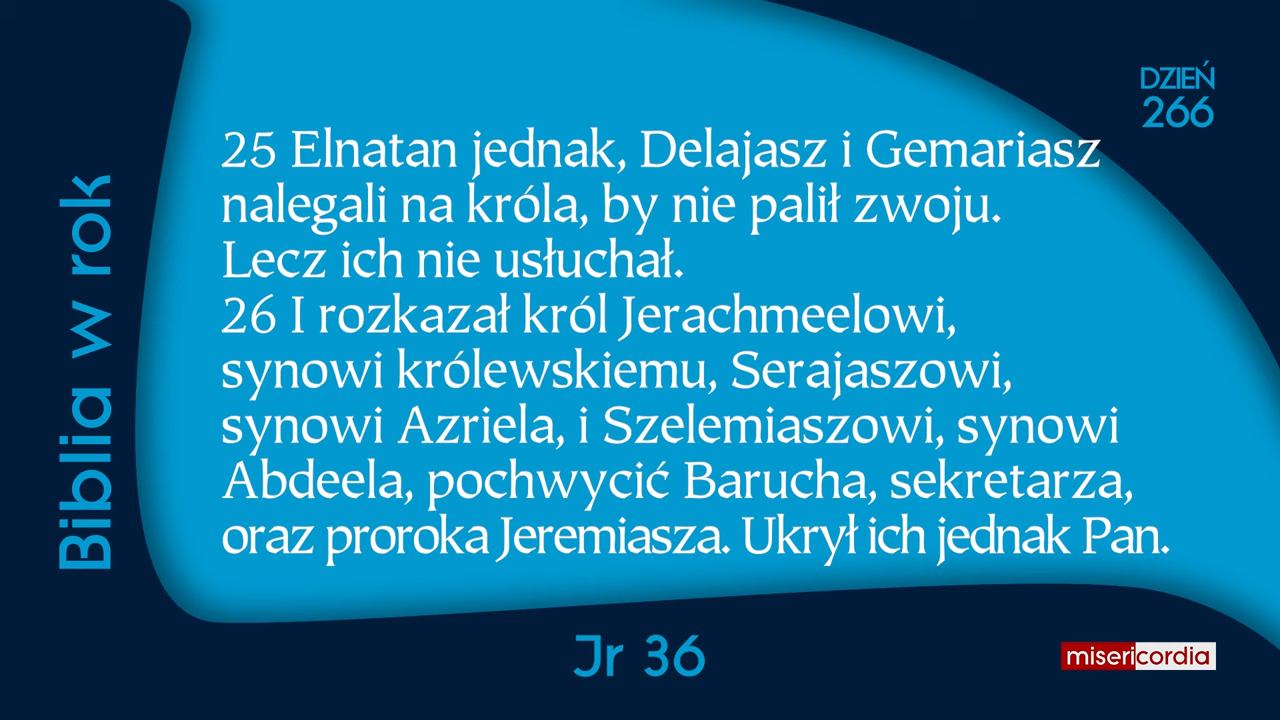 DZIEŃ
266
25 Elnatan jednak, Delajasz i Gemariasz
nalegali na króla, by nie palił zwoju.
Lecz ich nie usłuchał.
26 I rozkazał król Jerachmeelowi,
synowi królewskiemu, Serajaszowi,
synowi Azriela, i Szelemiaszowi, synowi
Abdeela, pochwycić Barucha, sekretarza,
oraz proroka Jeremiasza. Ukrył ich jednak Pan.
Biblia w rok
Jr 36
misericordia